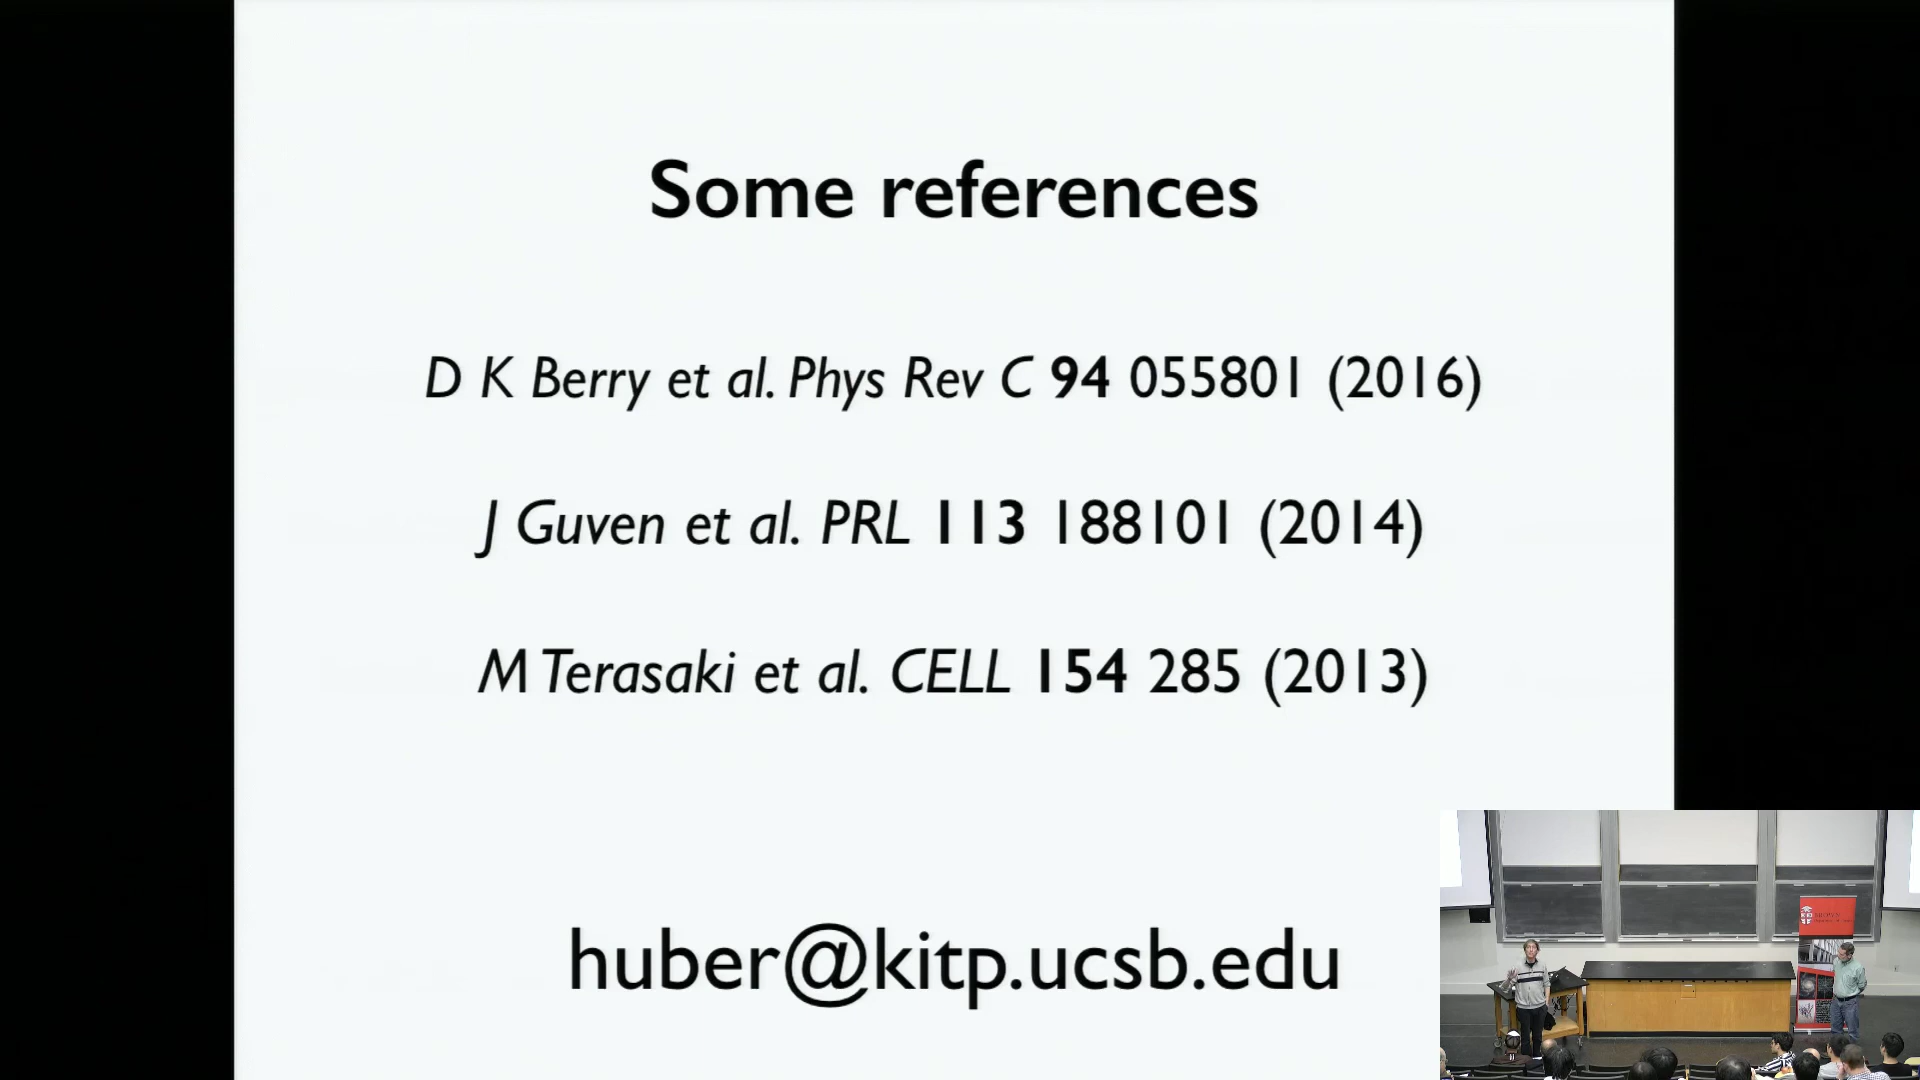 Some references
D K Berry et al. Phys Rev C 94 055801 (2016)
J Guven et al. PRL 113 188101 (2014)
M Terasaki et al. CELL 154 285 (2013)
huber@kitp.ucsb.edu